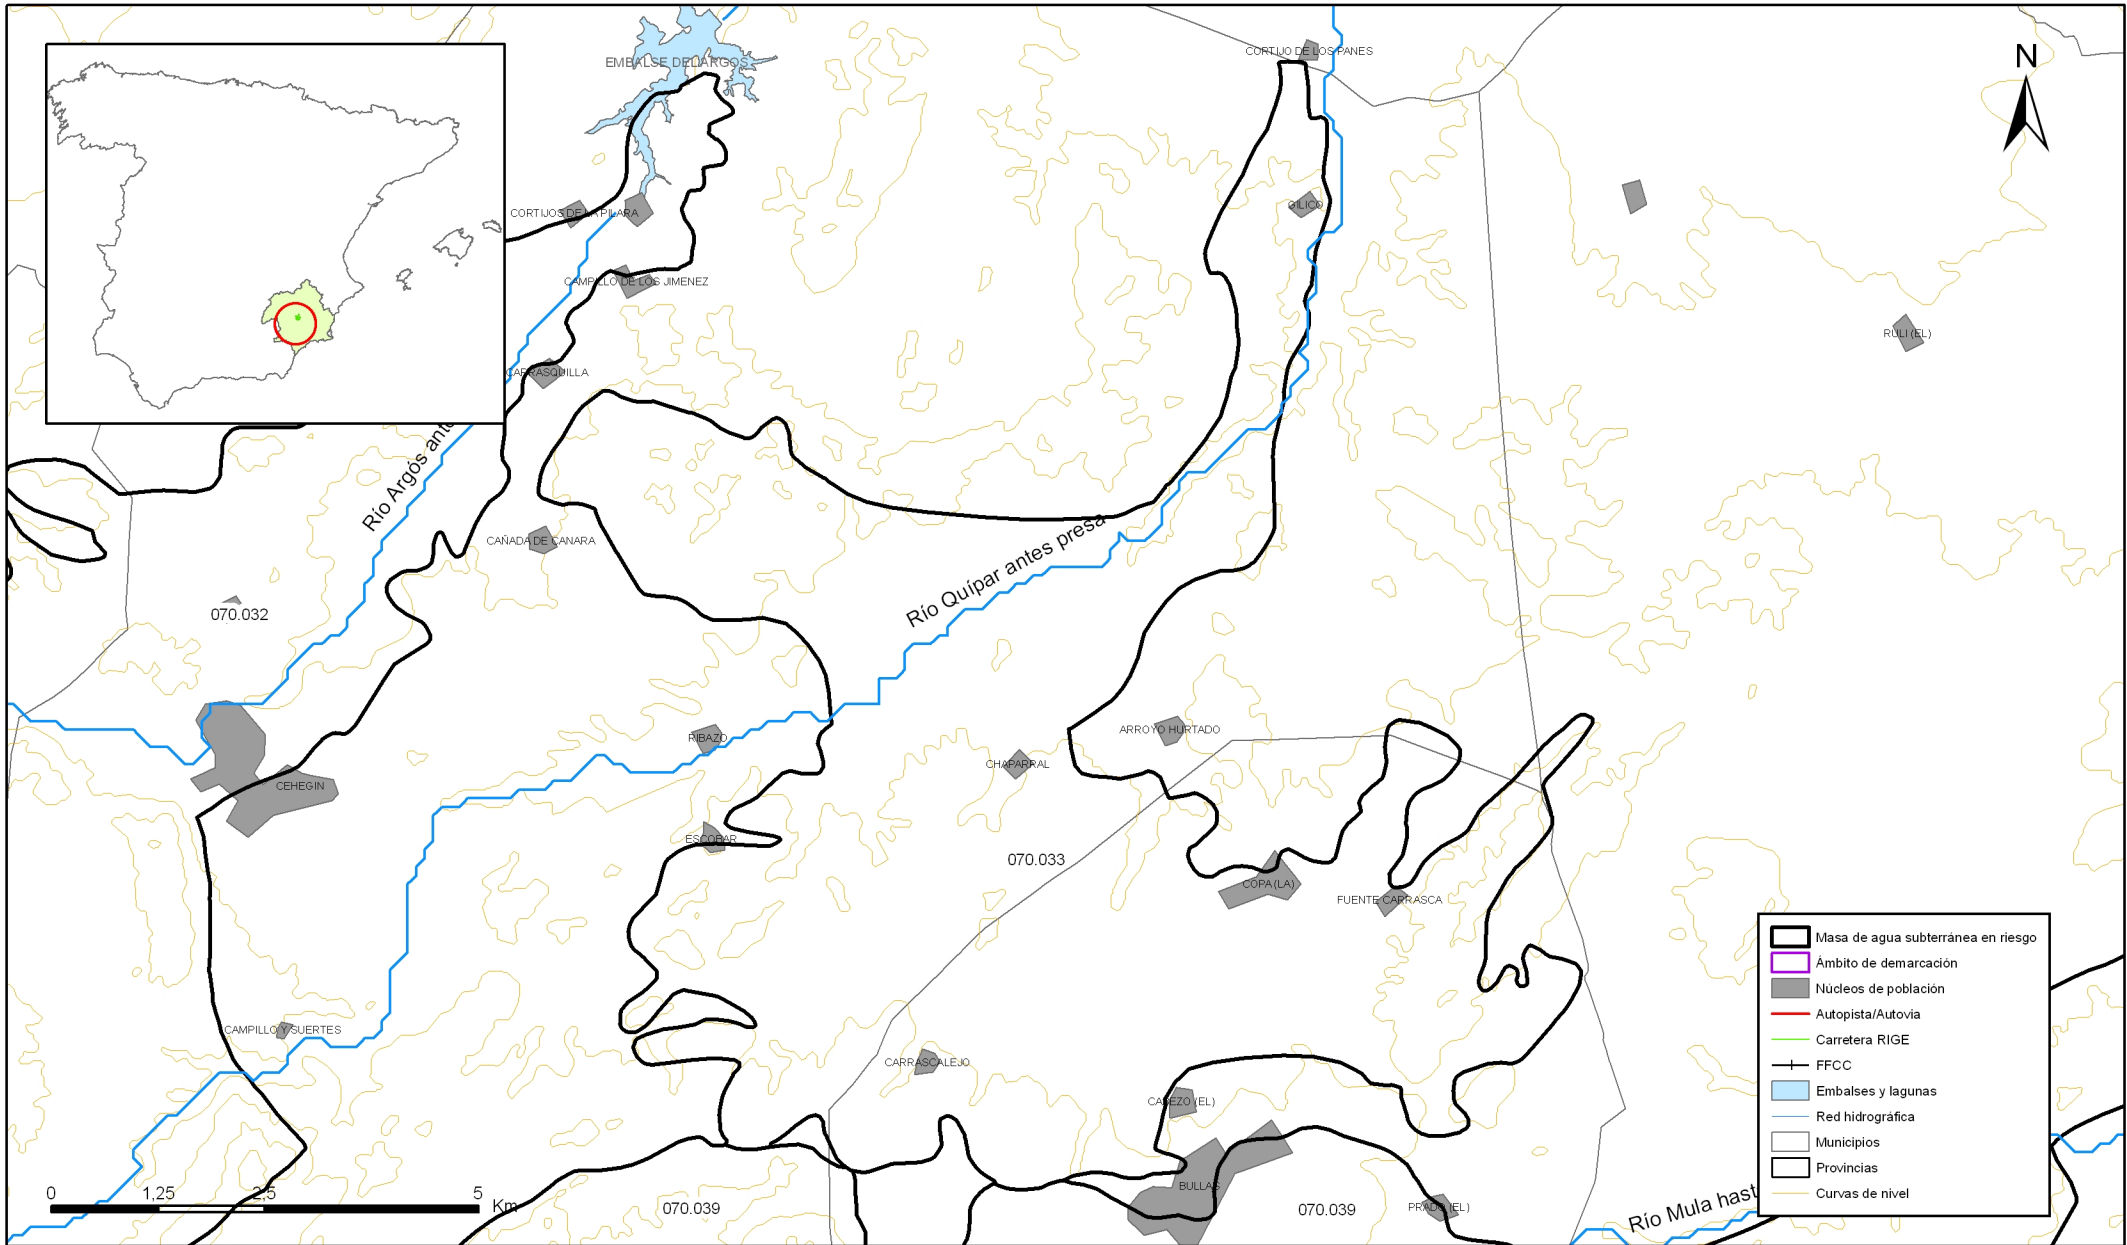 EMBALSE DEL ARGOS
CORTIJO DE LOS PANES
N
CORTIJOS DE LA PILARA
GILICO
CAMPILLO DE LOS JIMENEZ
RULI (EL)
CARRASQUILLA
Río Argós ant
CAÑADA DE CANARA
Río Quípar antes presa
070.032
RIBAZO
ARROYO HURTADO
CHAPARRAL
CEHEGIN
ESCOBAR
070.033
COPA (LA)
FUENTE CARRASCA
CAMPILLO Y SUERTES
CARRASCALEJO
CABEZO (EL)
BULLAS
070.039
070.039
PRADO (EL)
Río Mula hast
0 1,25 2,5 5
Km
Masa de agua subterránea en riesgo
Ámbito de demarcación
Núcleos de población
Autopista/Autovia
Carretera RIGE
FFCC
Embalses y lagunas
Red hidrográfica
Municipios
Provincias
Curvas de nivel